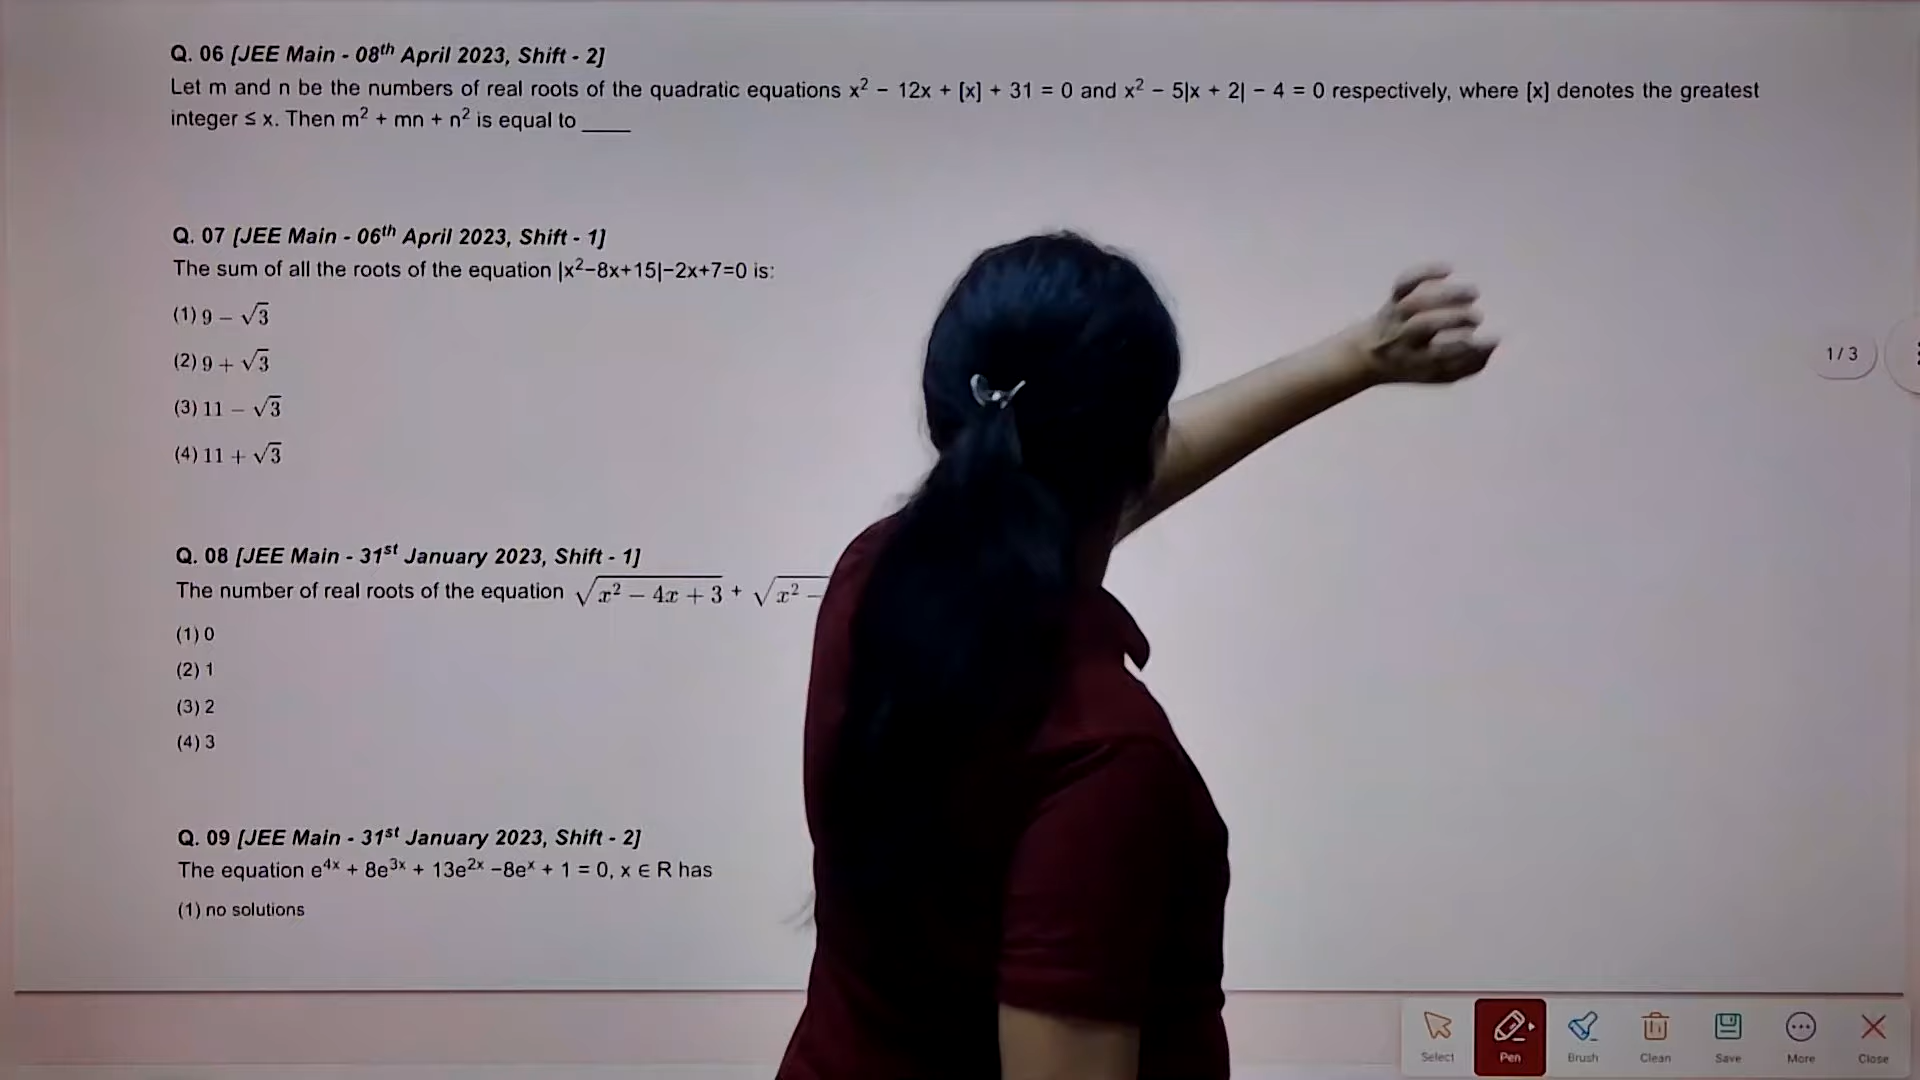 Q. 06 [JEE Main - 08th April 2023, Shift - 2]
Let m and n be the numbers of real roots of the quadratic equations x² − 12x + [x] + 31 = 0 and x² − 5|x + 2| − 4 = 0 respectively, where [x] denotes the greatest
integer ≤ x. Then m² + mn + n² is equal to _____
Q. 07 [JEE Main - 06th April 2023, Shift - 1]
The sum of all the roots of the equation |x²−8x+15|−2x+7=0 is:
(1) 9 − √3
(2) 9 + √3
(3) 11 − √3
(4) 11 + √3
1 / 3
Q. 08 [JEE Main - 31st January 2023, Shift - 1]
The number of real roots of the equation √(x² − 4x + 3) + √(x² −
(1) 0
(2) 1
(3) 2
(4) 3
Q. 09 [JEE Main - 31st January 2023, Shift - 2]
The equation e⁴ˣ + 8e³ˣ + 13e²ˣ −8eˣ + 1 = 0, x ∈ R has
(1) no solutions
Select Pen Brush Clean Save More Close